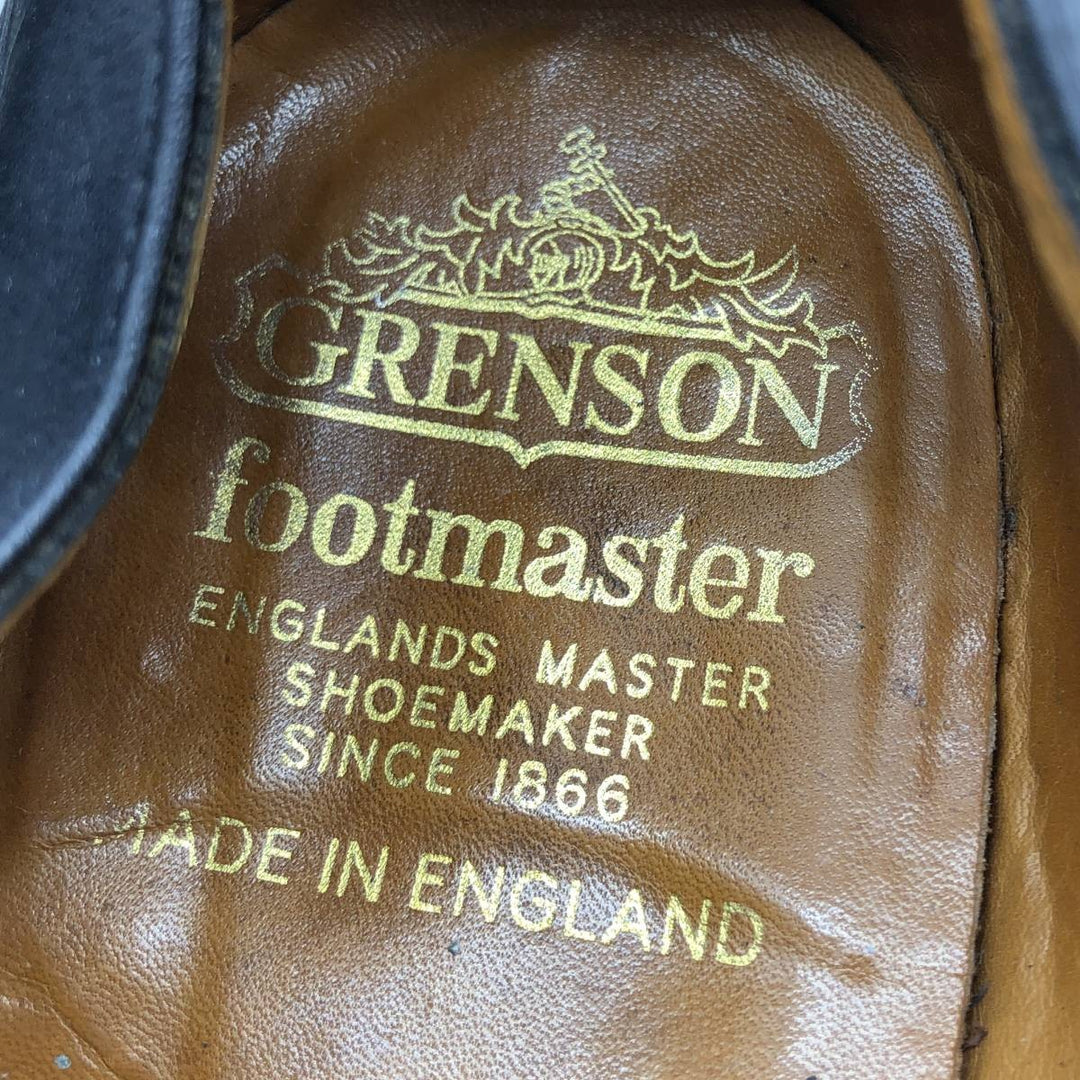 GRENSON
footmaster
ENGLANDS MASTER
SHOEMAKER
SINCE 1866
MADE IN ENGLAND